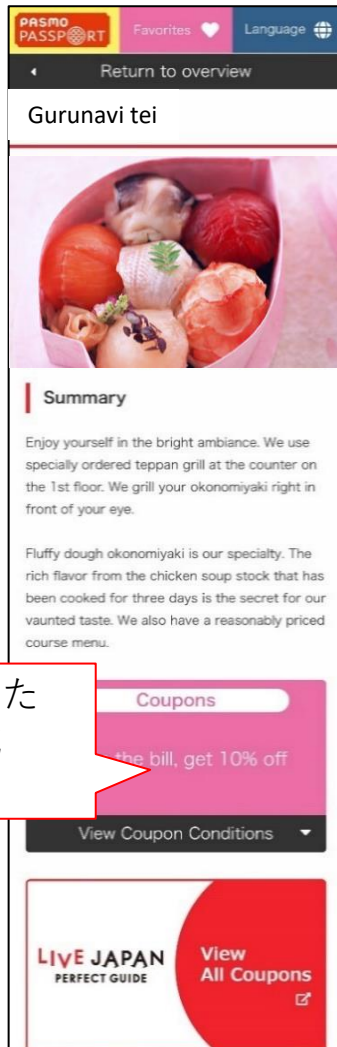 PASMO
PASSPORT
Favorites
Language
Return to overview
Gurunavi tei
Summary
Enjoy yourself in the bright ambiance. We use
specially ordered teppan grill at the counter on
the 1st floor. We grill your okonomiyaki right in
front of your eye.
Fluffy dough okonomiyaki is our specialty. The
rich flavor from the chicken soup stock that has
been cooked for three days is the secret for our
vaunted taste. We also have a reasonably priced
course menu.
た
Coupons
the bill, get 10% off
View Coupon Conditions
LIVE JAPAN
PERFECT GUIDE
View
All Coupons